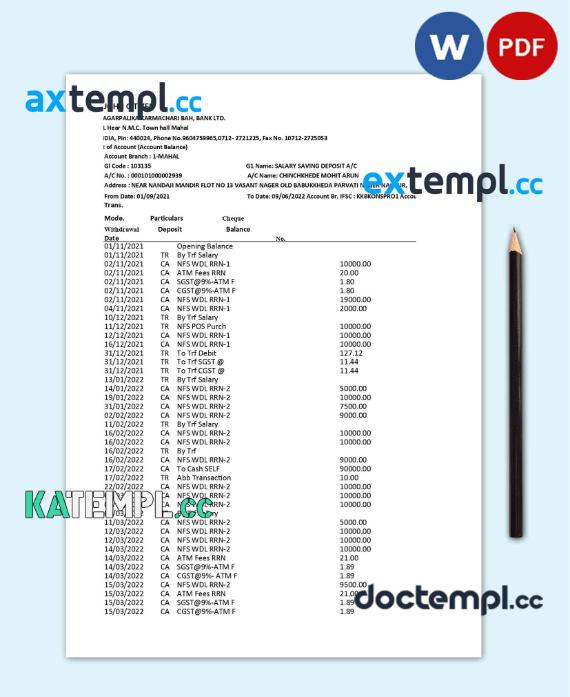 W PDF
axtempl.cc
AGARPALIKA KARMACHARI BAH, BANK LTD.
L Hear N.M.C. Town hall Mahal
IDIA, Pin: 440024, Phone No.9604759965,0712- 2721225, Fax No. 10712-2725053
: of Account (Account Balance)
Account Branch : 1-MAHAL
Gl Code : 103135 G1 Name: SALARY SAVING DEPOSIT A/C
A/C No. : 000101000002939 A/C Name: CHINCHKHEDE MOHIT ARUN
extempl.cc
Address : NEAR NANDAJI MANDIR FLOT NO 13 VASANT NAGER OLD BABUKKHEDA PARVATI
From Date: 01/09/2021 To Date: 09/06/2022 Account Br. IFSC : KKBKONSPRO1 Accou
Trans.
Mode. Particulars Cheque
Withdrawal Deposit Balance
Date No.
01/11/2021 Opening Balance
01/11/2021 TR By Trf Salary
02/11/2021 CA NFS WDL RRN-1 10000.00
02/11/2021 CA ATM Fees RRN 20.00
02/11/2021 CA SGST@9%-ATM F 1.80
02/11/2021 CA CGST@9%-ATM F 1.80
02/11/2021 CA NFS WDL RRN-1 19000.00
04/11/2021 CA NFS WDL RRN-1 2000.00
10/12/2021 TR By Trf Salary
11/12/2021 TR NFS POS Purch 10000.00
12/12/2021 CA NFS WDL RRN-1 10000.00
16/12/2021 CA NFS WDL RRN-1 10000.00
31/12/2021 TR To Trf Debit 127.12
31/12/2021 TR To Trf SGST @ 11.44
31/12/2021 TR To Trf CGST @ 11.44
13/01/2022 TR By Trf Salary
14/01/2022 CA NFS WDL RRN-2 5000.00
19/01/2022 CA NFS WDL RRN-2 10000.00
31/01/2022 CA NFS WDL RRN-2 7500.00
02/02/2022 CA NFS WDL RRN-2 9000.00
11/02/2022 TR By Trf Salary
16/02/2022 CA NFS WDL RRN-2 10000.00
16/02/2022 CA NFS WDL RRN-2 10000.00
16/02/2022 TR By Trf
16/02/2022 CA NFS WDL RRN-2 9000.00
17/02/2022 CA To Cash SELF 90000.00
17/02/2022 TR Abb Transaction 10.00
22/02/2022 CA NFS WDL RRN-2 10000.00
CA NFS WDL RRN-2 10000.00
KATEMPL.cc
NFS WDL RRN-2 10000.00
11/03/2022 CA NFS WDL RRN-2 5000.00
12/03/2022 CA NFS WDL RRN-2 10000.00
12/03/2022 CA NFS WDL RRN-2 10000.00
14/03/2022 CA NFS WDL RRN-2 10000.00
14/03/2022 CA ATM Fees RRN 21.00
14/03/2022 CA SGST@9%-ATM F 1.89
14/03/2022 CA CGST@9%- ATM F 1.89
15/03/2022 CA NFS WDL RRN-2 9500.00
15/03/2022 CA ATM Fees RRN 21.00
15/03/2022 CA SGST@9%-ATM F 1.89
doctempl.cc
15/03/2022 CA CGST@9%-ATM F 1.89